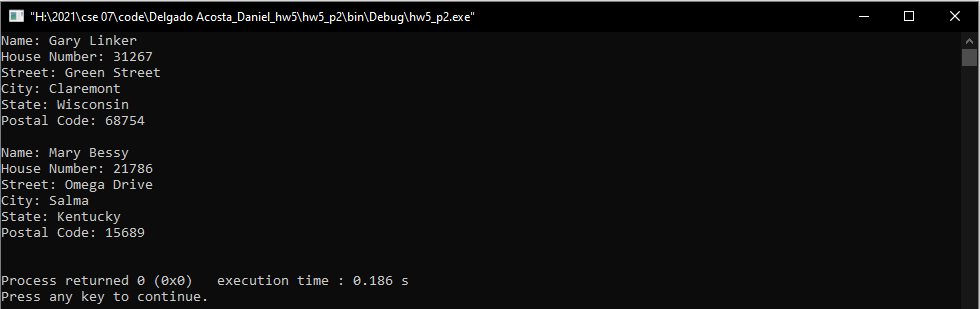 "H:\2021\cse 07\code\Delgado Acosta_Daniel_hw5\hw5_p2\bin\Debug\hw5_p2.exe"
Name: Gary Linker
House Number: 31267
Street: Green Street
City: Claremont
State: Wisconsin
Postal Code: 68754
Name: Mary Bessy
House Number: 21786
Street: Omega Drive
City: Salma
State: Kentucky
Postal Code: 15689
Process returned 0 (0x0)   execution time : 0.186 s
Press any key to continue.